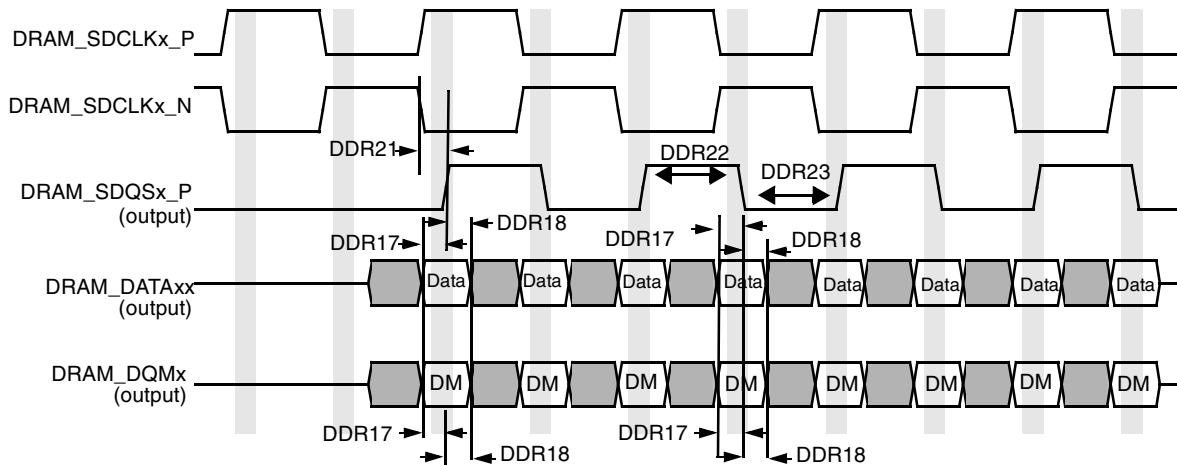 DRAM_SDCLKx_P
DRAM_SDCLKx_N
DDR21
DDR22
DDR23
DRAM_SDQSx_P
(output)
DDR17
DDR18
DDR17
DDR18
DRAM_DATAxx
(output)
Data
Data
Data
Data
Data
Data
Data
Data
DRAM_DQMx
(output)
DM
DM
DM
DM
DM
DM
DM
DM
DDR17
DDR18
DDR17
DDR18